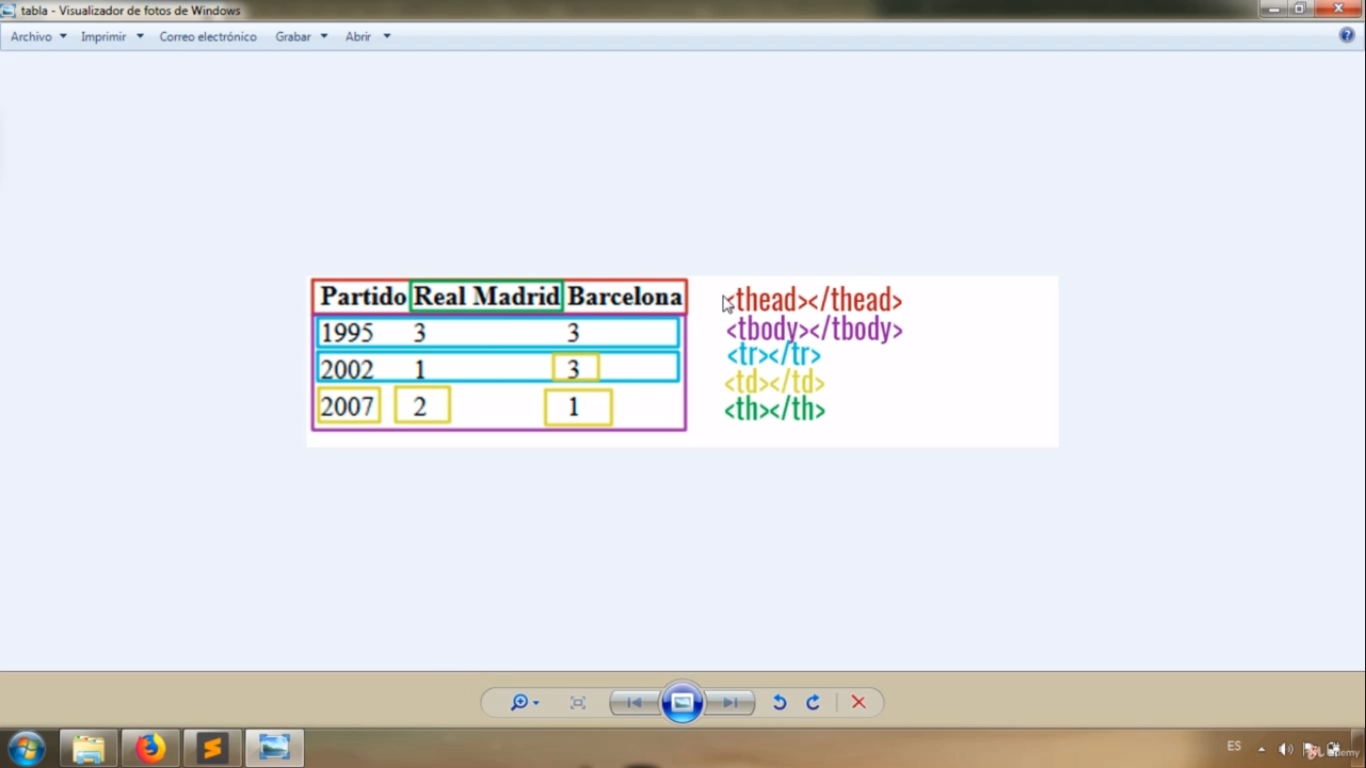 tabla - Visualizador de fotos de Windows
Archivo Imprimir Correo electrónico Grabar Abrir
Partido Real Madrid Barcelona
1995 3 3
2002 1 3
2007 2 1
<thead></thead>
<tbody></tbody>
<tr></tr>
<td></td>
<th></th>
ES